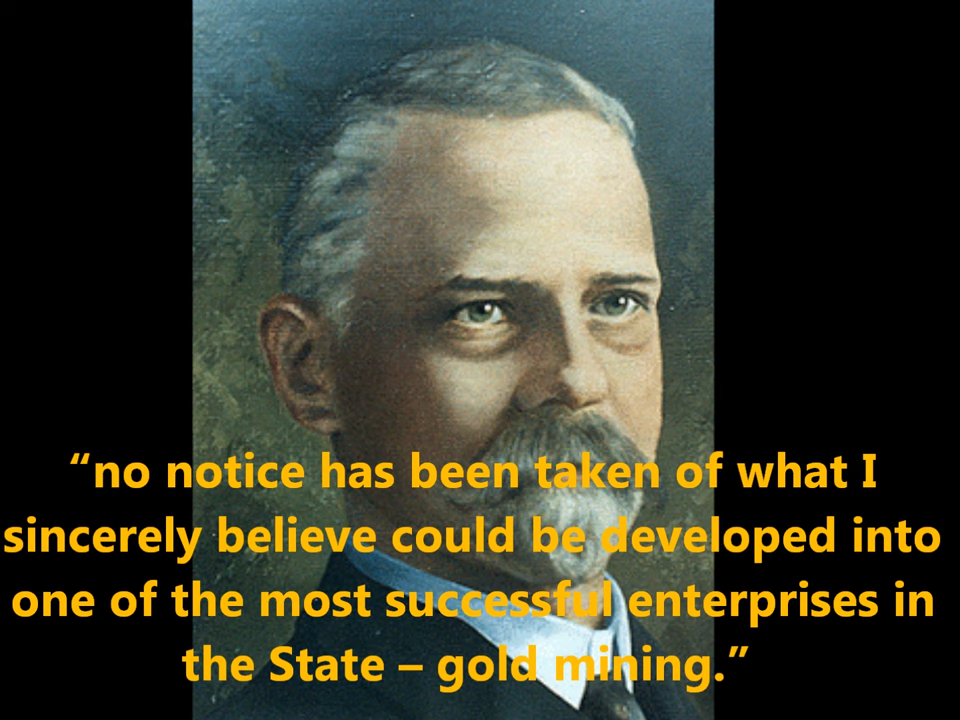 “no notice has been taken of what I
sincerely believe could be developed into
one of the most successful enterprises in
the State – gold mining.”